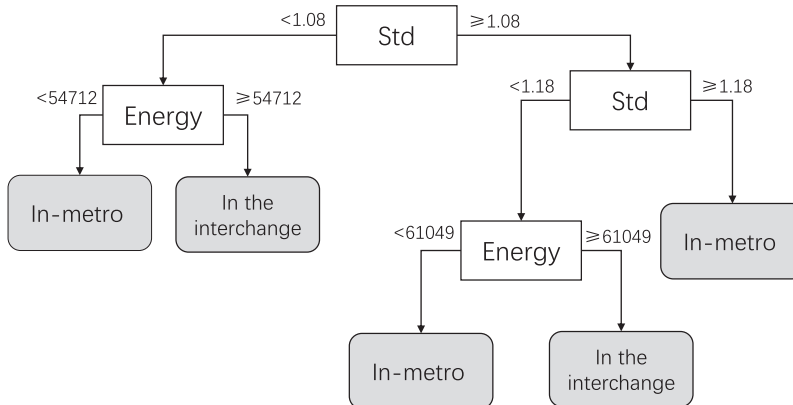 <1.08
Std
⩾1.08
<54712
Energy
⩾54712
<1.18
Std
⩾1.18
In-metro
In the
interchange
<61049
Energy
⩾61049
In-metro
In-metro
In the
interchange